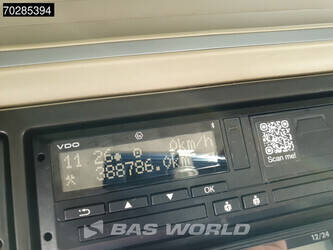 70285394
VDO
11:26 0km/h
388786.0km
Scan me!
OK
BAS WORLD
12/24